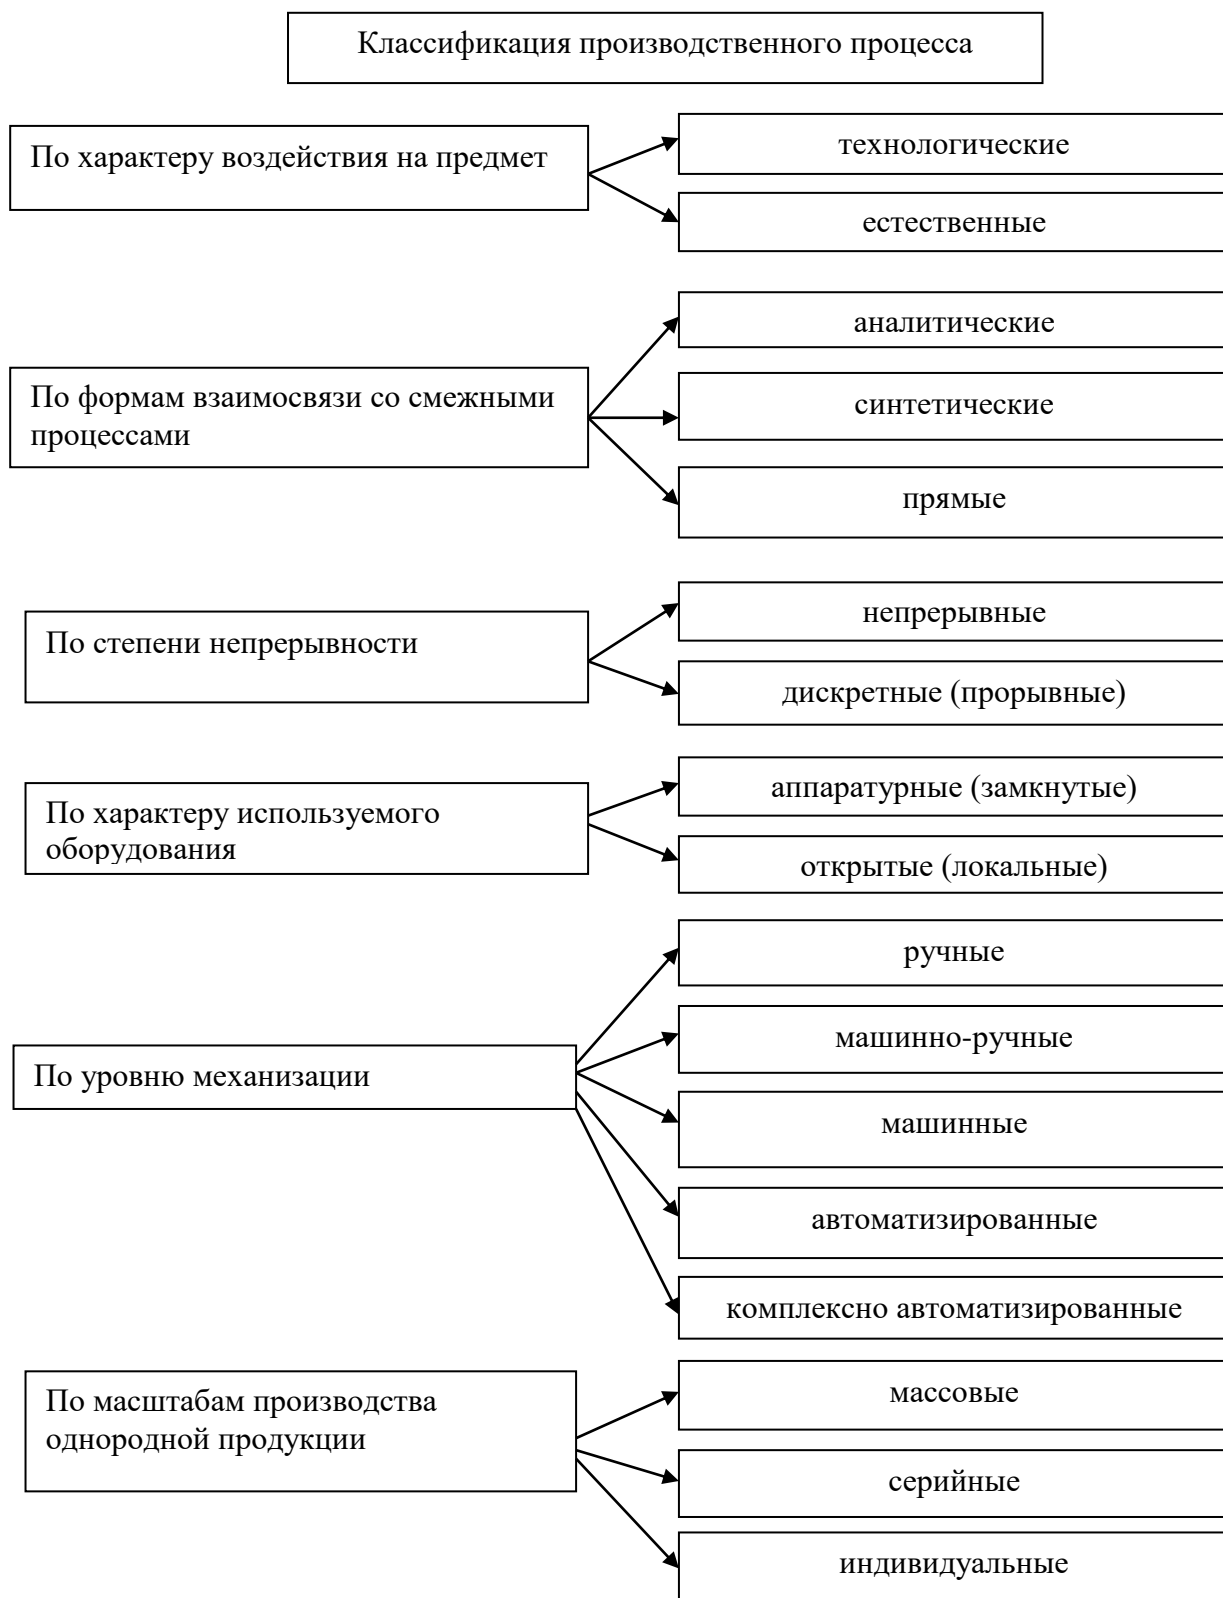 Классификация производственного процесса
По характеру воздействия на предмет
технологические
естественные
По формам взаимосвязи со смежными
процессами
аналитические
синтетические
прямые
По степени непрерывности
непрерывные
дискретные (прорывные)
По характеру используемого
оборудования
аппаратурные (замкнутые)
открытые (локальные)
По уровню механизации
ручные
машинно-ручные
машинные
автоматизированные
комплексно автоматизированные
По масштабам производства
однородной продукции
массовые
серийные
индивидуальные